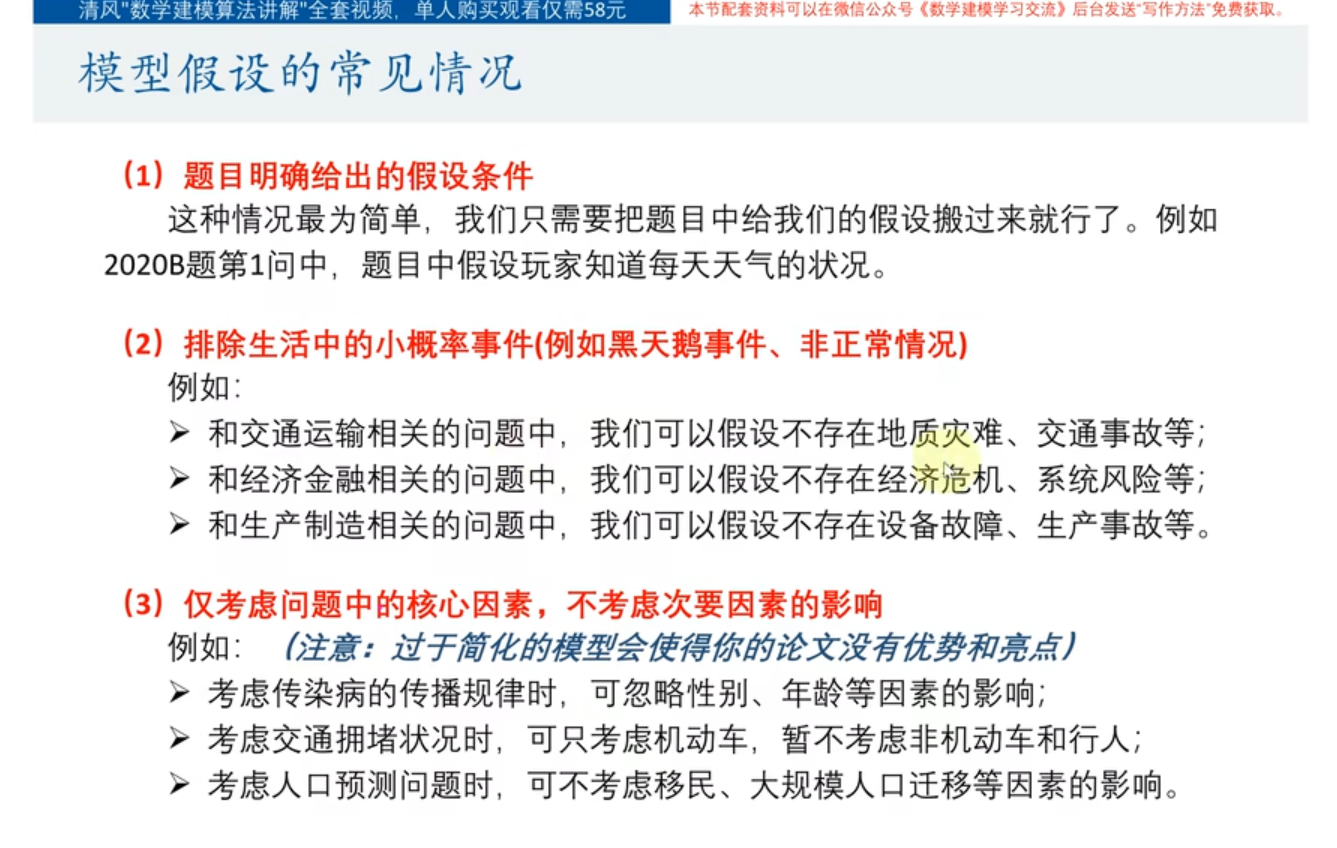 清风"数学建模算法讲解"全套视频，单人购买观看仅需58元
本节配套资料可以在微信公众号《数学建模学习交流》后台发送"写作方法"免费获取。
模型假设的常见情况
（1）题目明确给出的假设条件
这种情况最为简单，我们只需要把题目中给我们的假设搬过来就行了。例如
2020B题第1问中，题目中假设玩家知道每天天气的状况。
（2）排除生活中的小概率事件(例如黑天鹅事件、非正常情况)
例如：
➢ 和交通运输相关的问题中，我们可以假设不存在地质灾难、交通事故等；
➢ 和经济金融相关的问题中，我们可以假设不存在经济危机、系统风险等；
➢ 和生产制造相关的问题中，我们可以假设不存在设备故障、生产事故等。
（3）仅考虑问题中的核心因素，不考虑次要因素的影响
例如：（注意：过于简化的模型会使得你的论文没有优势和亮点）
➢ 考虑传染病的传播规律时，可忽略性别、年龄等因素的影响；
➢ 考虑交通拥堵状况时，可只考虑机动车，暂不考虑非机动车和行人；
➢ 考虑人口预测问题时，可不考虑移民、大规模人口迁移等因素的影响。